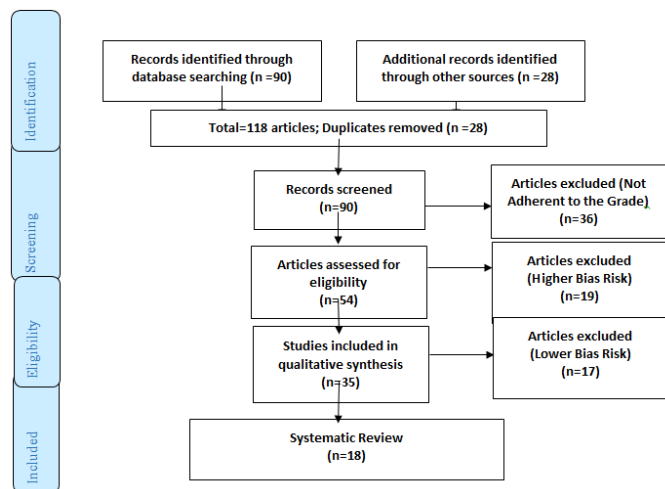 Identification
Records identified through
database searching (n =90)
Additional records identified
through other sources (n =28)
Total=118 articles; Duplicates removed (n =28)
Screening
Records screened
(n=90)
Articles excluded (Not
Adherent to the Grade)
(n=36)
Articles assessed for
eligibility
(n=54)
Articles excluded
(Higher Bias Risk)
(n=19)
Eligibility
Studies included in
qualitative synthesis
(n=35)
Articles excluded
(Lower Bias Risk)
(n=17)
Included
Systematic Review
(n=18)